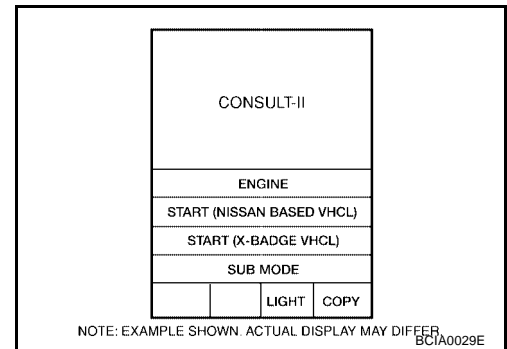 CONSULT-II
ENGINE
START (NISSAN BASED VHCL)
START (X-BADGE VHCL)
SUB MODE
LIGHT COPY
NOTE: EXAMPLE SHOWN. ACTUAL DISPLAY MAY DIFFER.
BCIA0029E